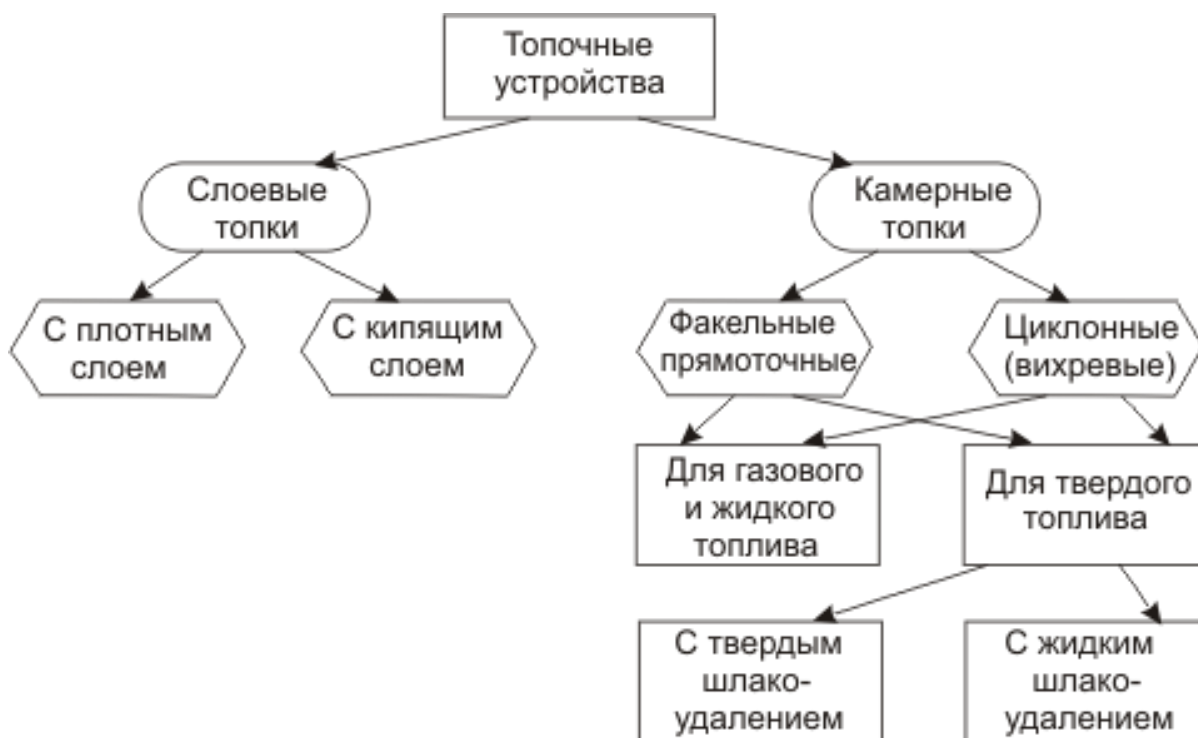 Топочные
устройства
Слоевые
топки
Камерные
топки
С плотным
слоем
С кипящим
слоем
Факельные
прямоточные
Циклонные
(вихревые)
Для газового
и жидкого
топлива
Для твердого
топлива
С твердым
шлако-
удалением
С жидким
шлако-
удалением